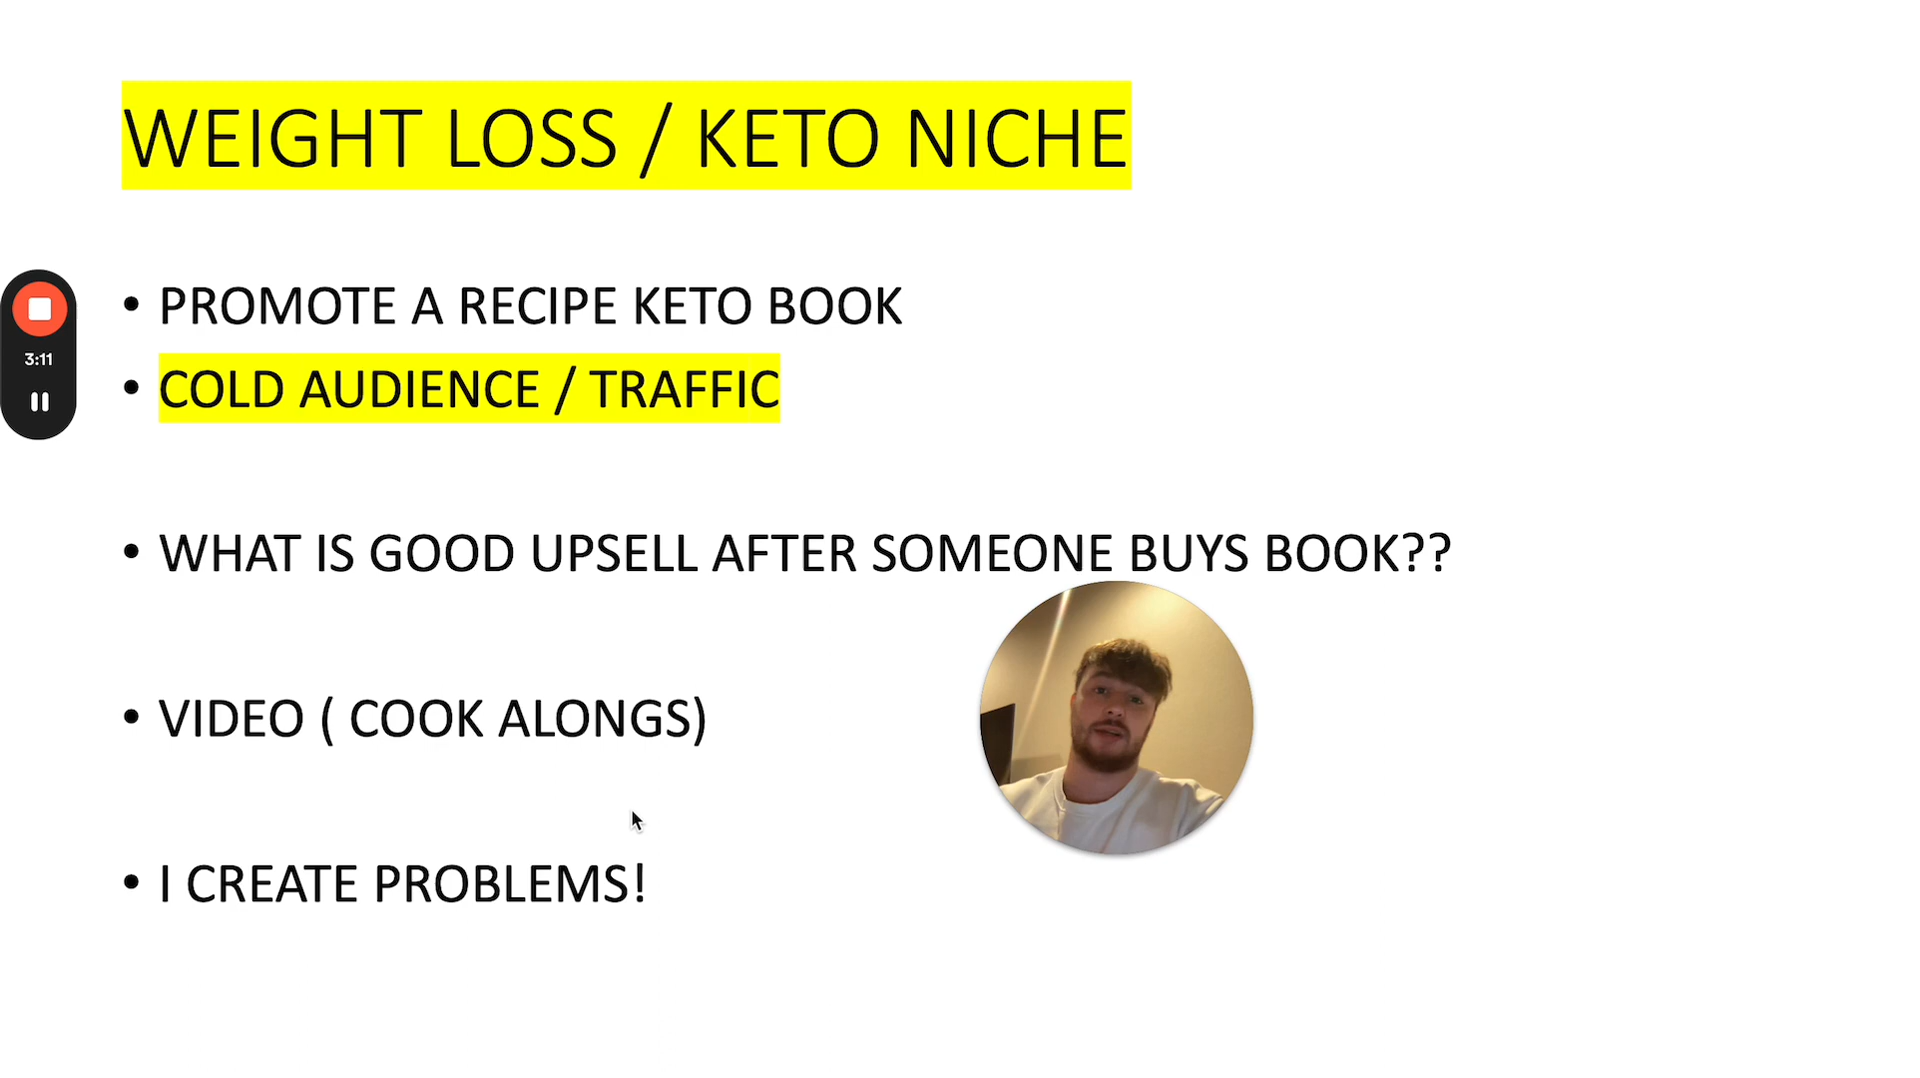 WEIGHT LOSS / KETO NICHE
• PROMOTE A RECIPE KETO BOOK
• COLD AUDIENCE / TRAFFIC
3:11
• WHAT IS GOOD UPSELL AFTER SOMEONE BUYS BOOK??
• VIDEO ( COOK ALONGS)
• I CREATE PROBLEMS!